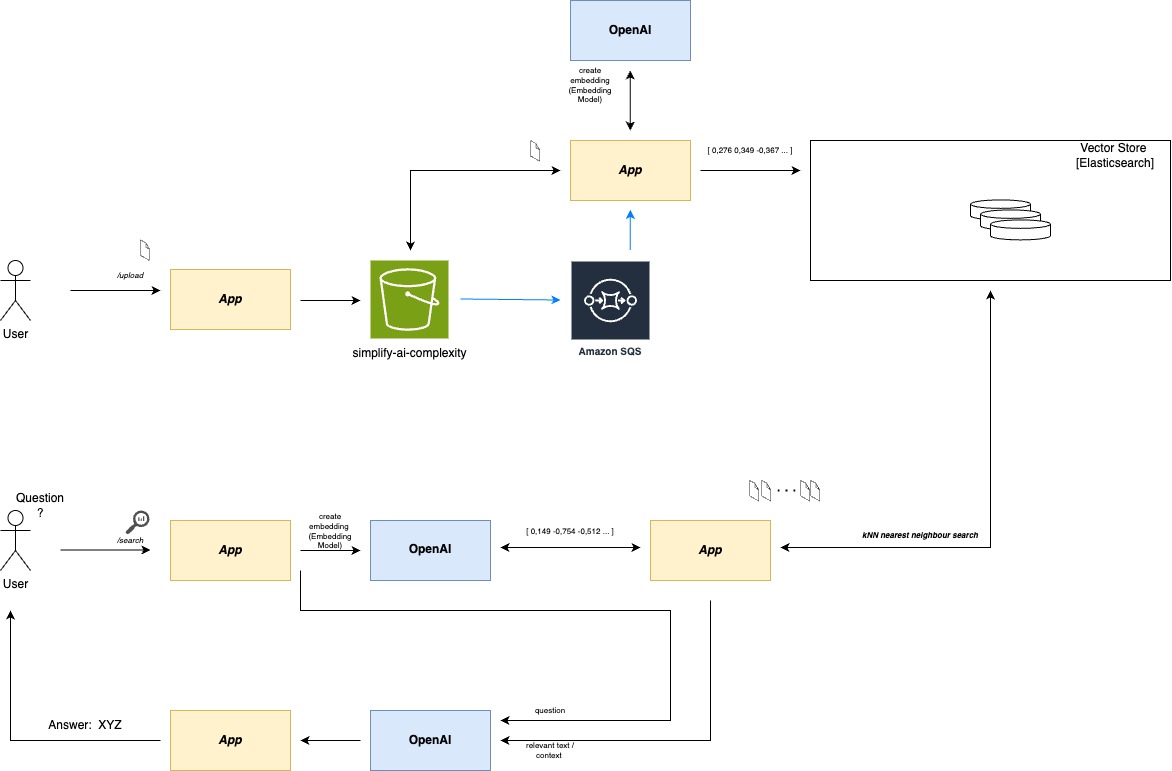 OpenAI
create
embedding
(Embedding
Model)
App
[ 0,276 0,349 -0,367 ... ]
Vector Store
[Elasticsearch]
/upload
App
User
simplify-ai-complexity
Amazon SQS
Question
?
/search
User
App
create
embedding
(Embedding
Model)
OpenAI
[ 0,149 -0,754 -0,512 ... ]
App
kNN nearest neighbour search
Answer:  XYZ
App
OpenAI
question
relevant text /
context